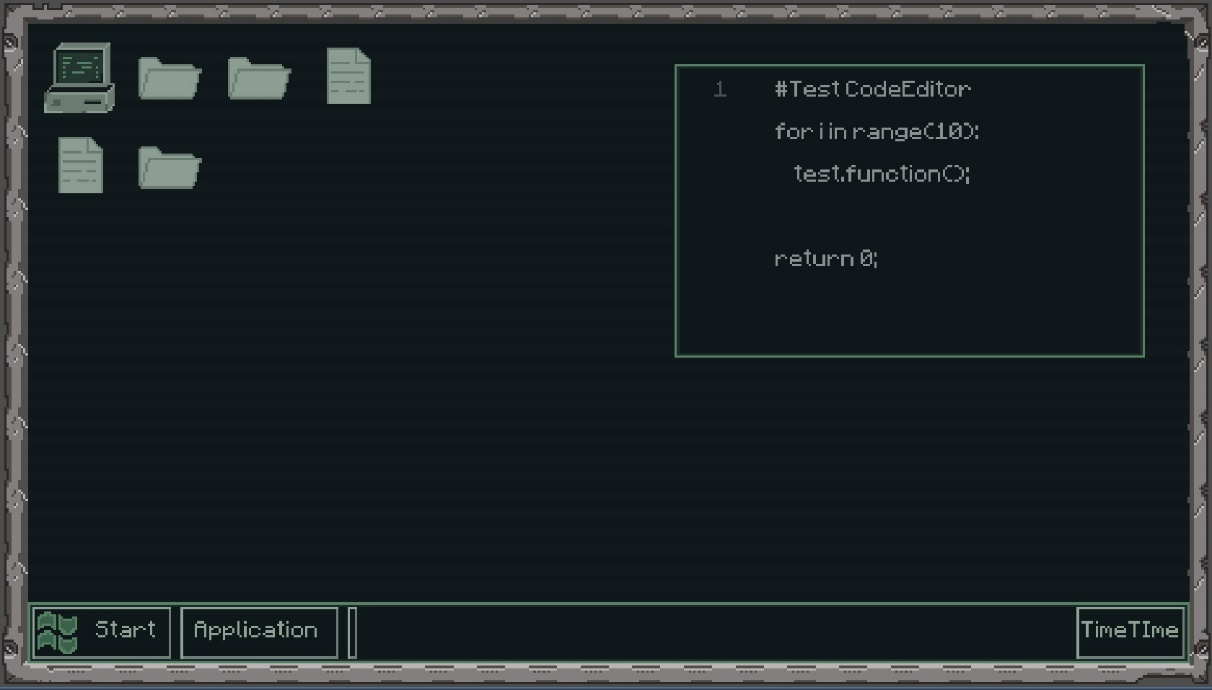 1 #Test CodeEditor
for i in range(10):
test.function();
return 0;
Start
Application
TimeTIme